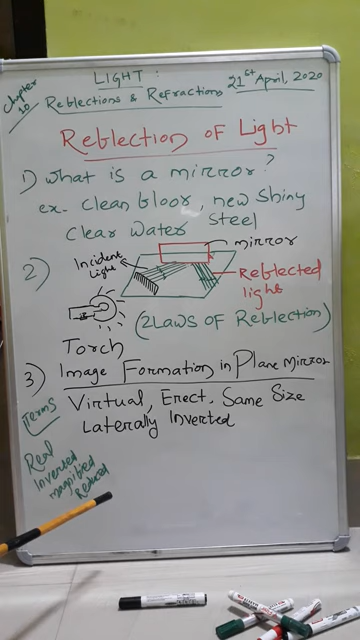 Chapter 10
LIGHT:
Reflections & Refractions
21st April, 2020
Reflection of Light
1) What is a mirror?
ex. clean floor, new shiny steel
clear water
2)
Incident Light
mirror
Reflected light
Torch
(2 Laws of Reflection)
3) Image Formation in Plane Mirror
Terms
Virtual, Erect, Same Size
Laterally Inverted
Real
Inverted
Magnified
Reduced